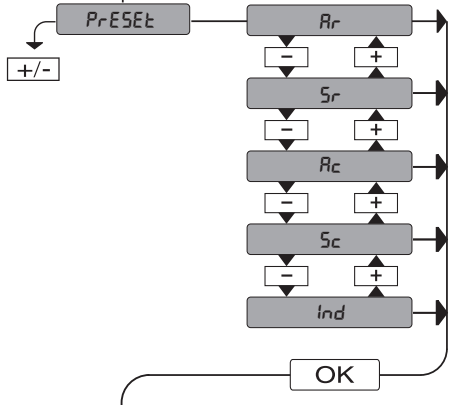 PrESEt
Ar
+/-
- +
Sr
- +
Ac
- +
Sc
- +
Ind
OK